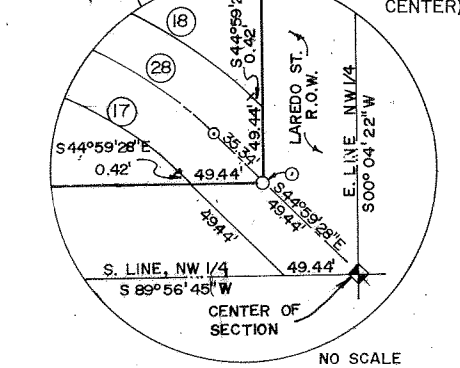 CENTER)
18
S44°59'2
0.42'
28
LAREDO ST.
R.O.W.
E. LINE NW 1/4
S00° 04' 22" W
17
49.44'
35.34'
S44°59'28"E
0.42'
49.44'
S44°59'28"E
49.44'
49.44'
S. LINE, NW 1/4
49.44'
S 89° 56' 45" W
CENTER OF
SECTION
NO SCALE